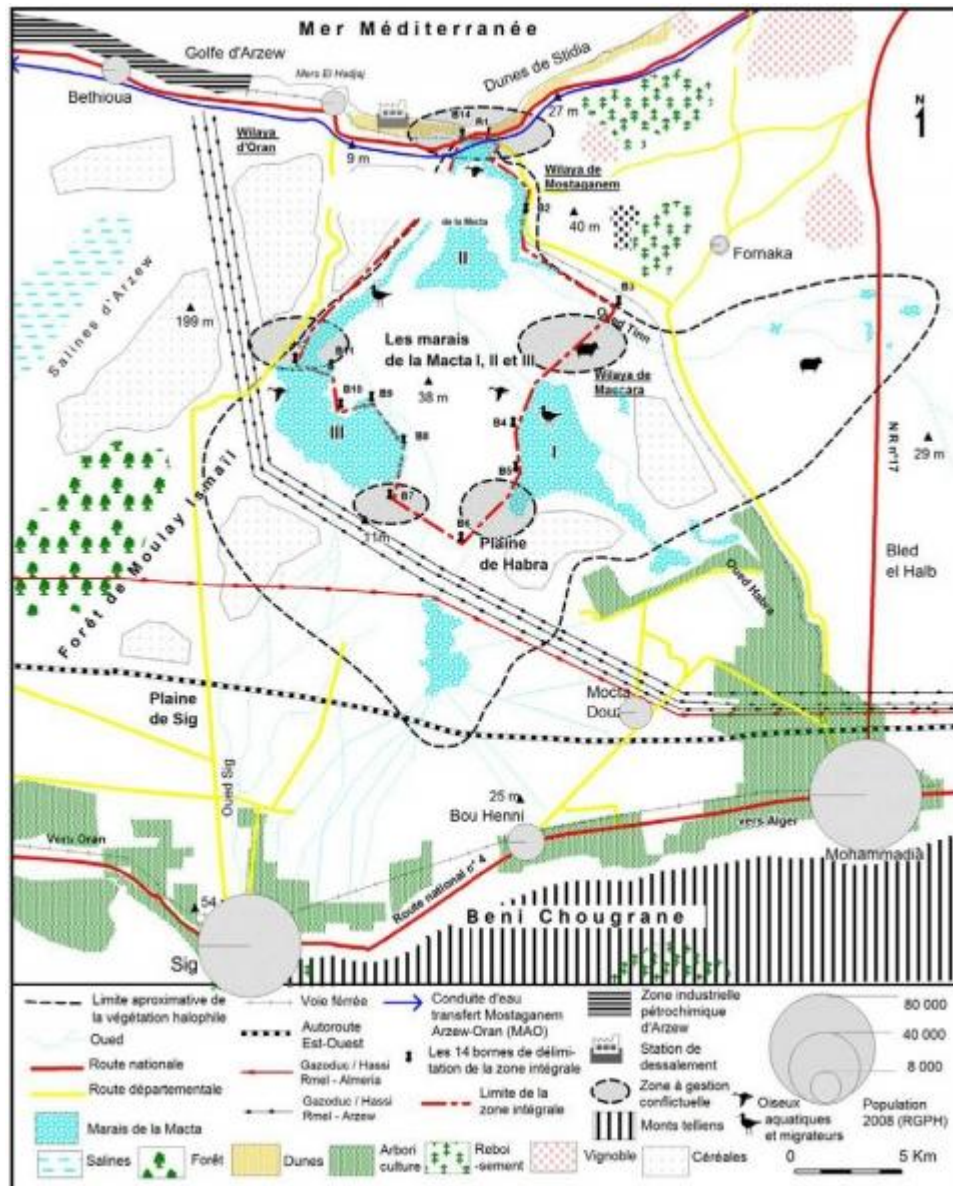 Mer Méditerranée
Golfe d'Arzew
Mers El Hadjaj
Dunes de Stidia
Bethioua
B14
B1
27 m
N
1
Wilaya
d'Oran
9 m
Wilaya de
Mostaganem
B2
40 m
de la Macta
Fornaka
II
Salines d'Arzew
199 m
B3
Oued Tinn
Les marais
de la Macta I, II et III
Wilaya de
Mascara
B11
B10
B9
38 m
B8
B4
B5
III
I
N R n°17
29 m
B7
B6
11m
Plaine
de Habra
Forêt de Moulay Ismaïl
Oued Habra
Bled
el Halb
Plaine
de Sig
Mocta
Douz
Oued Sig
25 m
Bou Henni
Vers Oran
vers Alger
Mohammadia
Route national n° 4
54
Beni Chougrane
Sig
Limite aproximative de
la végétation halophile
Oued
Route nationale
Route départementale
Marais de la Macta
Voie férrée
Autoroute
Est-Ouest
Gazoduc / Hassi
Rmel - Almeria
Gazoduc / Hassi
Rmel - Arzew
Conduite d'eau
transfert Mostaganem
Arzew-Oran (MAO)
Les 14 bornes de délimi-
tation de la zone intégrale
Limite de la
zone intégrale
Zone industrielle
pétrochimique
d'Arzew
Station de
dessalement
Zone à gestion
conflictuelle
Monts telliens
Oiseux
aquatiques
et migrateurs
80 000
40 000
8 000
Population
2008 (RGPH)
Salines
Forêt
Dunes
Arbori
culture
Reboi
-sement
Vignoble
Céréales
0 5 Km